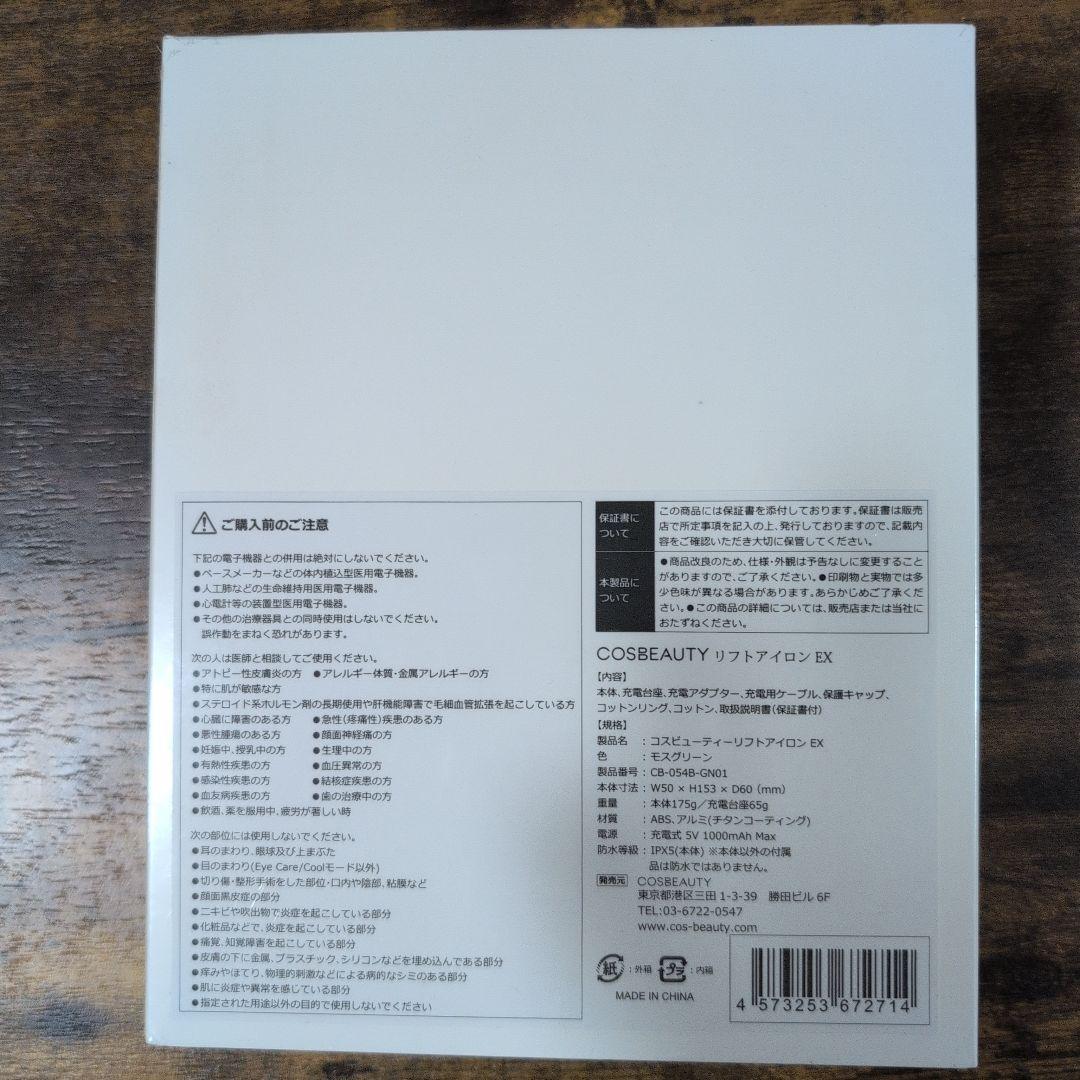 ご購入前のご注意
下記の電子機器との併用は絶対にしないでください。
●ペースメーカーなどの体内植込型医用電子機器。
●人工肺などの生命維持用医用電子機器。
●心電計等の装着型医用電子機器。
●その他の治療器具との同時使用はしないでください。
誤作動をまねく恐れがあります。
次の人は医師と相談してご使用ください。
●アトピー性皮膚炎の方 ●アレルギー体質・金属アレルギーの方
●特に肌が敏感な方
●ステロイド系ホルモン剤の長期使用や肝機能障害で毛細血管拡張を起こしている方
●心臓に障害のある方 ●急性(疼痛性)疾患のある方
●悪性腫瘍のある方 ●顔面神経痛の方
●妊娠中、授乳中の方 ●生理中の方
●有熱性疾患の方 ●血圧異常の方
●感染性疾患の方 ●結核症疾患の方
●血友病疾患の方 ●歯の治療中の方
●飲酒、薬を服用中、疲労が著しい時
次の部位には使用しないでください。
●耳のまわり、眼球及び上まぶた
●目のまわり(Eye Care/Coolモード以外)
●切り傷・整形手術をした部位・口内や陰部、粘膜など
●顔面黒皮症の部分
●ニキビや吹出物で炎症を起こしている部分
●化粧品などで、炎症を起こしている部分
●痛覚、知覚障害を起こしている部分
●皮膚の下に金属、プラスチック、シリコンなどを埋め込んである部分
●痒みやほてり、物理的刺激などによる病的なシミのある部分
●肌に炎症や異常を感じている部分
●指定された用途以外の目的で使用しないでください
保証書に
ついて
この商品には保証書を添付しております。保証書は販売
店で所定事項を記入の上、発行しておりますので、記載内
容をご確認いただき大切に保管してください。
本製品に
ついて
●商品改良のため、仕様・外観は予告なしに変更すること
がありますので、ご了承ください。●印刷物と実物では多
少色味が異なる場合があります。あらかじめご了承くださ
い。●この商品の詳細については、販売店または当社に
おたずねください。
COSBEAUTY リフトアイロン EX
【内容】
本体、充電台座、充電アダプター、充電用ケーブル、保護キャップ、
コットンリング、コットン、取扱説明書(保証書付)
【規格】
製品名 : コスビューティーリフトアイロン EX
色 : モスグリーン
製品番号 : CB-054B-GN01
本体寸法 : W50 × H153 × D60 (mm)
重量 : 本体175g/充電台座65g
材質 : ABS、アルミ(チタンコーティング)
電源 : 充電式 5V 1000mAh Max
防水等級 : IPX5(本体) ※本体以外の付属
品は防水ではありません。
発売元 COSBEAUTY
東京都港区三田 1-3-39 勝田ビル 6F
TEL:03-6722-0547
www.cos-beauty.com
紙 : 外箱 プラ : 内箱
MADE IN CHINA
4 573253 672714